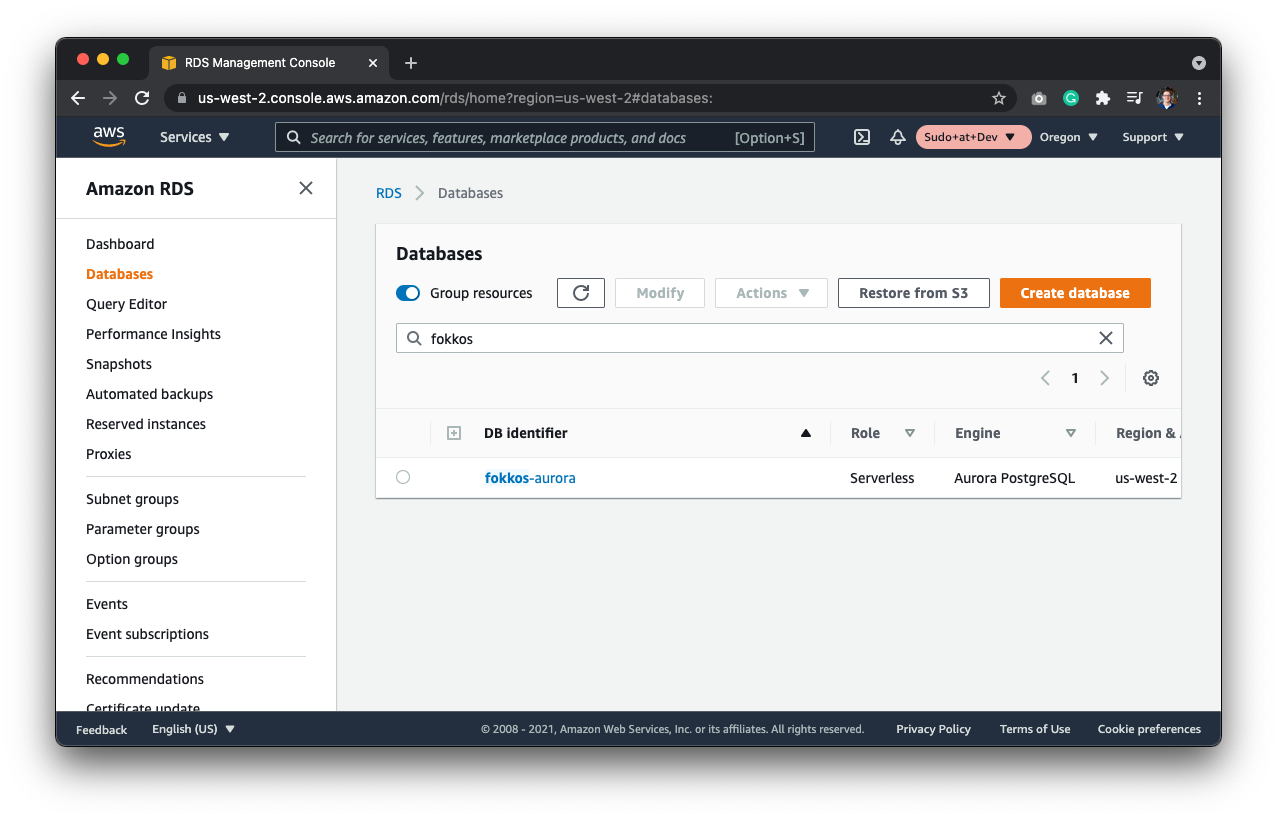 RDS Management Console
us-west-2.console.aws.amazon.com/rds/home?region=us-west-2#databases:
aws Services Search for services, features, marketplace products, and docs [Option+S] Sudo+at+Dev Oregon Support
Amazon RDS
Dashboard
Databases
Query Editor
Performance Insights
Snapshots
Automated backups
Reserved instances
Proxies
Subnet groups
Parameter groups
Option groups
Events
Event subscriptions
Recommendations
Certificate update
RDS Databases
Databases
Group resources Modify Actions Restore from S3 Create database
fokkos
1
DB identifier Role Engine Region &
fokkos-aurora Serverless Aurora PostgreSQL us-west-2
Feedback English (US) © 2008 - 2021, Amazon Web Services, Inc. or its affiliates. All rights reserved. Privacy Policy Terms of Use Cookie preferences